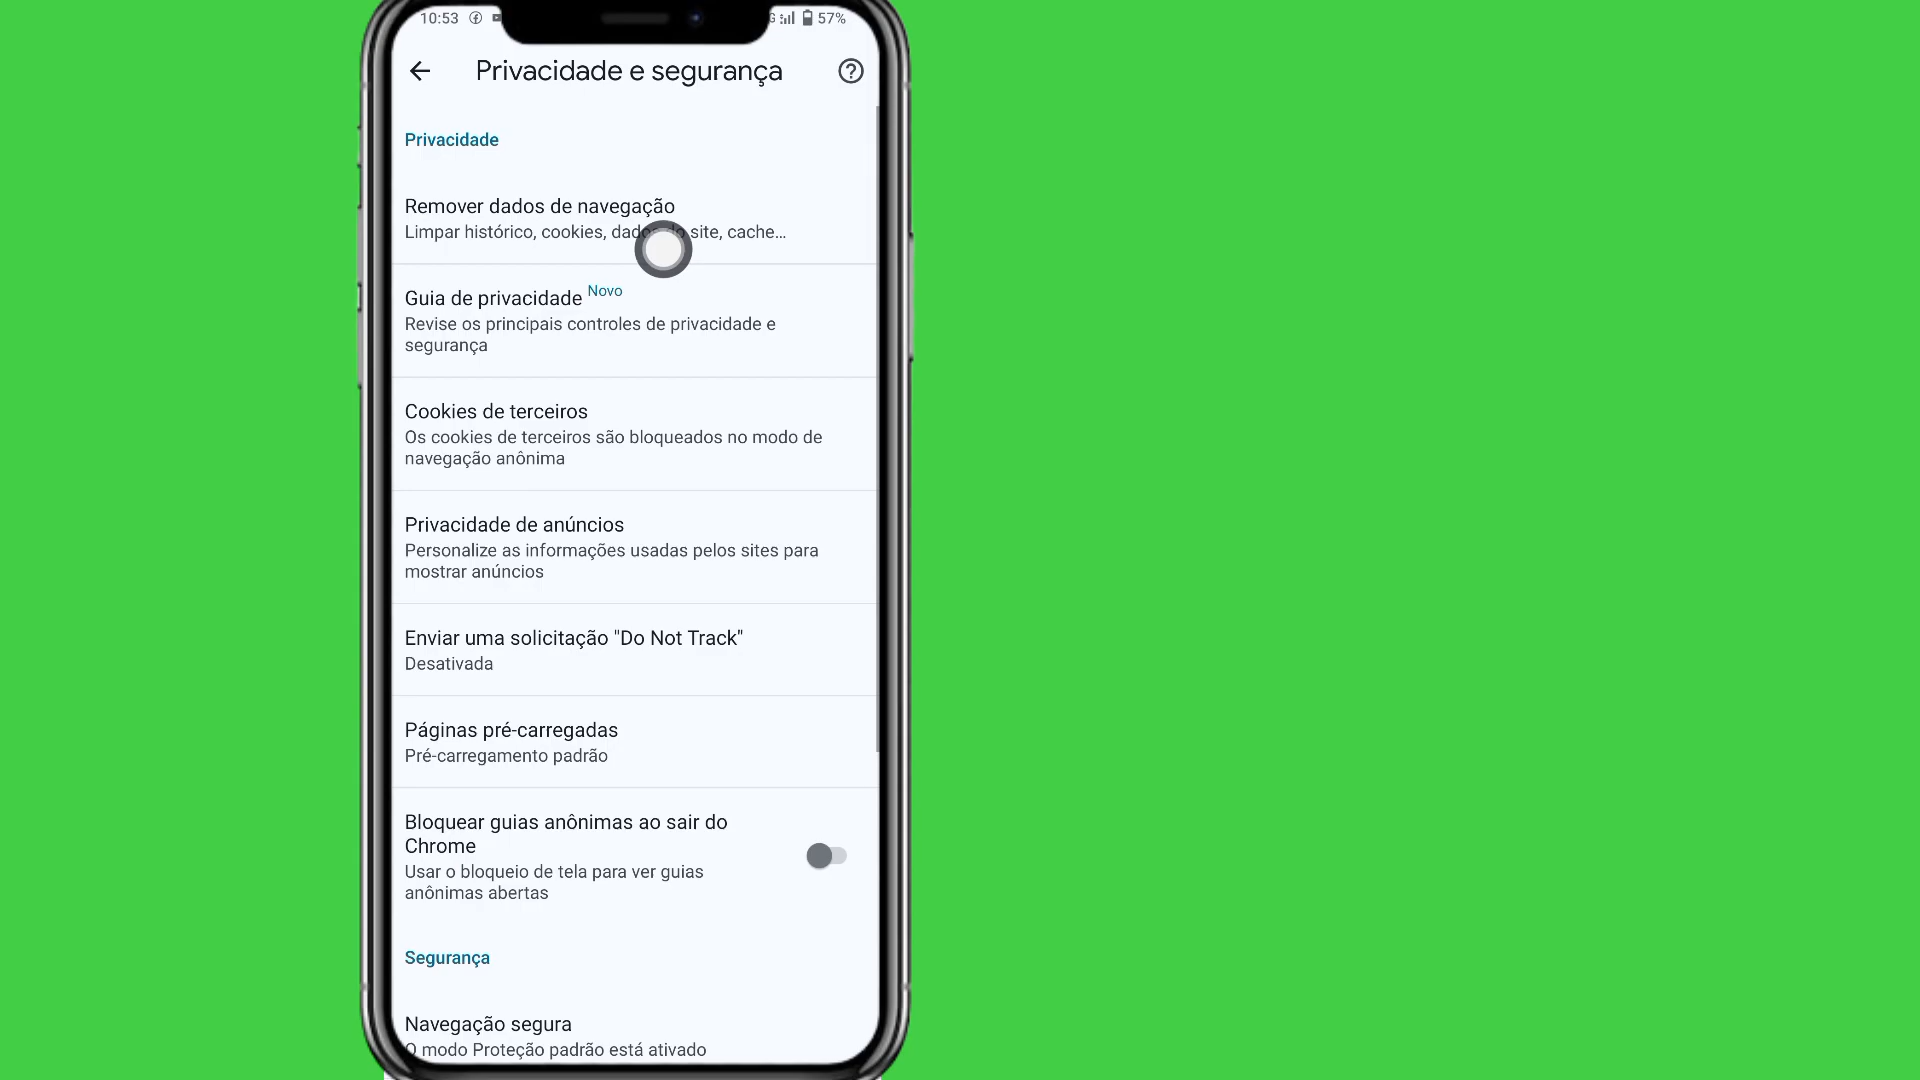 10:53
57%
Privacidade e segurança
Privacidade
Remover dados de navegação
Limpar histórico, cookies, dados do site, cache...
Guia de privacidade Novo
Revise os principais controles de privacidade e
segurança
Cookies de terceiros
Os cookies de terceiros são bloqueados no modo de
navegação anônima
Privacidade de anúncios
Personalize as informações usadas pelos sites para
mostrar anúncios
Enviar uma solicitação "Do Not Track"
Desativada
Páginas pré-carregadas
Pré-carregamento padrão
Bloquear guias anônimas ao sair do
Chrome
Usar o bloqueio de tela para ver guias
anônimas abertas
Segurança
Navegação segura
O modo Proteção padrão está ativado